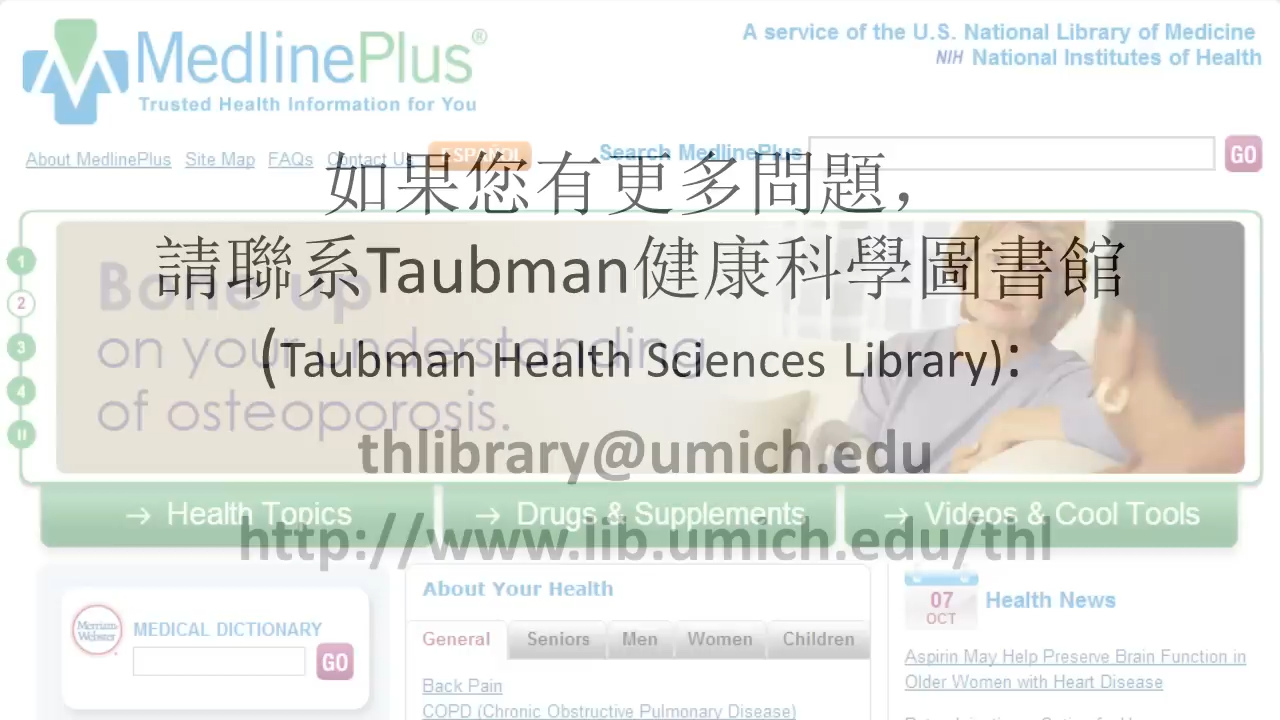 MedlinePlus®
Trusted Health Information for You
A service of the U.S. National Library of Medicine
NIH National Institutes of Health
About MedlinePlus Site Map FAQs Contact Us
ESPAÑOL
Search MedlinePlus
GO
如果您有更多問題，
請聯系Taubman健康科學圖書館
(Taubman Health Sciences Library):
thlibrary@umich.edu
http://www.lib.umich.edu/thl
1
2
3
4
Bone up
on your understanding
of osteoporosis.
→ Health Topics
→ Drugs & Supplements
→ Videos & Cool Tools
Merriam-Webster
MEDICAL DICTIONARY
GO
About Your Health
General Seniors Men Women Children
Back Pain
COPD (Chronic Obstructive Pulmonary Disease)
07
OCT
Health News
Aspirin May Help Preserve Brain Function in
Older Women with Heart Disease